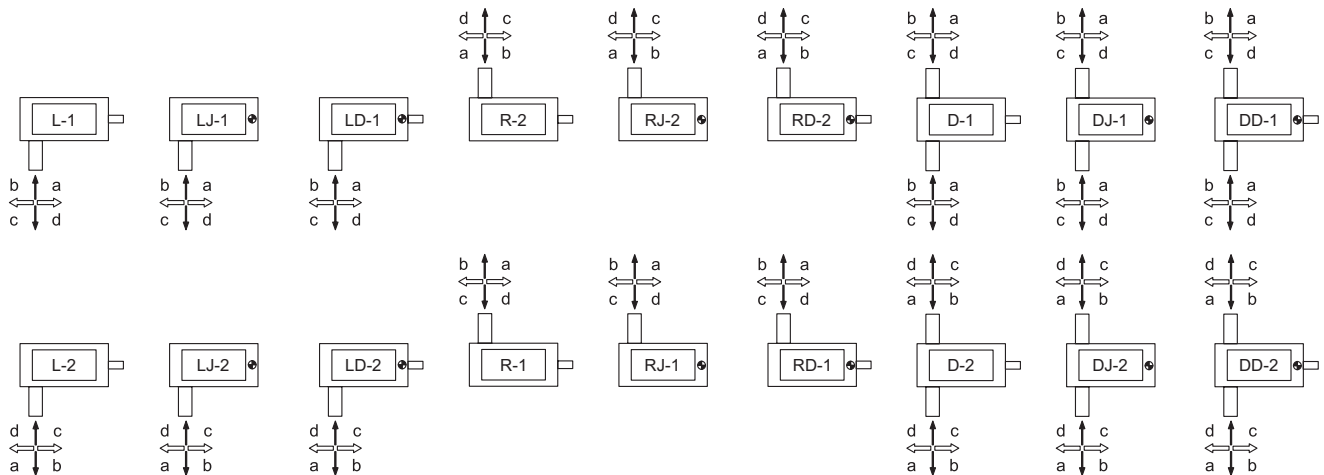 d c d c d c b a b a b a
a b a b a b c d c d c d
L-1 LJ-1 LD-1 R-2 RJ-2 RD-2 D-1 DJ-1 DD-1
b a b a b a b a b a b a
c d c d c d c d c d c d
b a b a b a d c d c d c
c d c d c d a b a b a b
L-2 LJ-2 LD-2 R-1 RJ-1 RD-1 D-2 DJ-2 DD-2
d c d c d c d c d c d c
a b a b a b a b a b a b